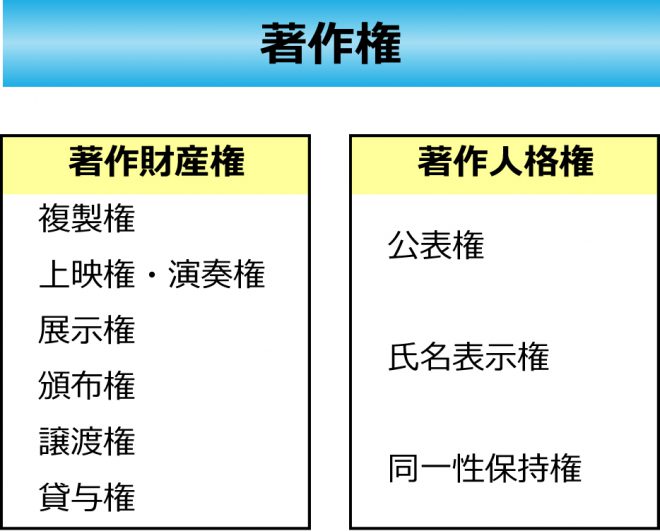 著作権
著作財産権
複製権
上映権・演奏権
展示権
頒布権
譲渡権
貸与権
著作人格権
公表権
氏名表示権
同一性保持権